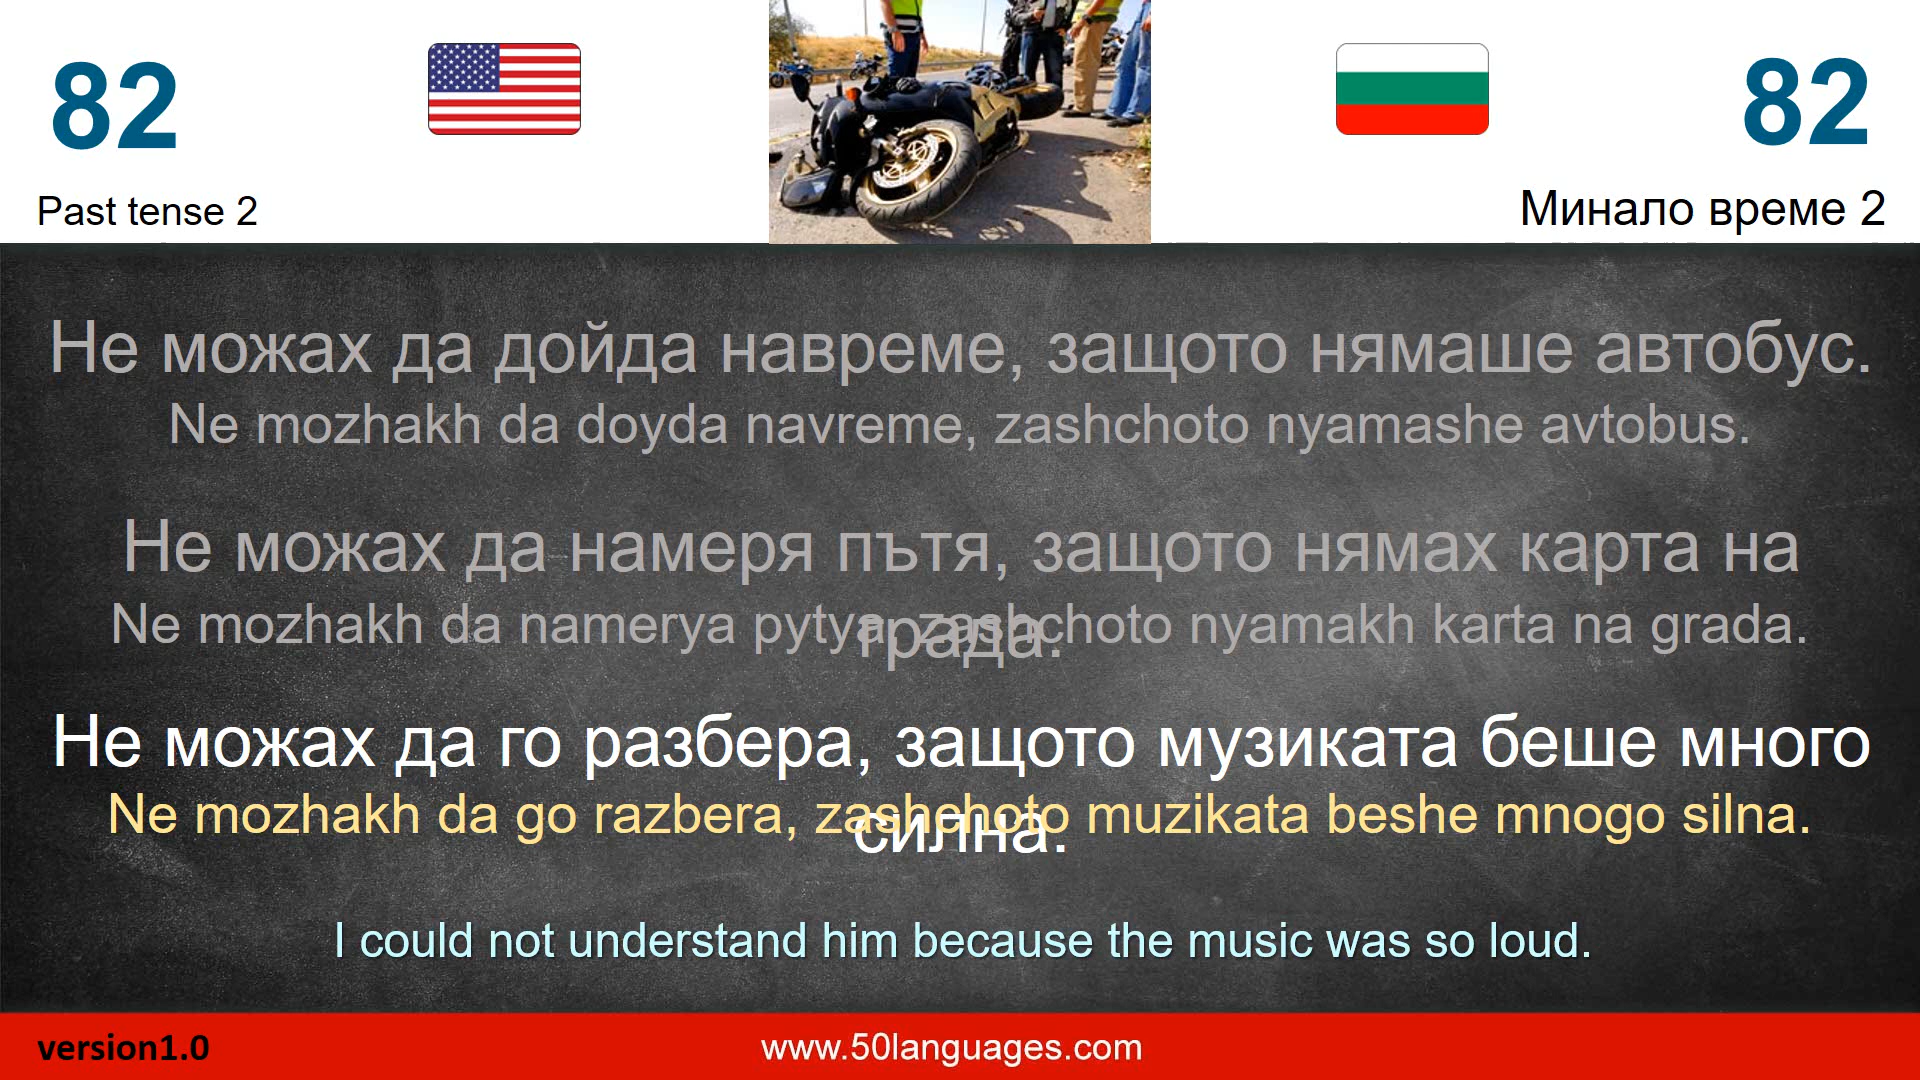 82
82
Past tense 2
Минало време 2
Не можах да дойда навреме, защото нямаше автобус.
Ne mozhakh da doyda navreme, zashchoto nyamashe avtobus.
Не можах да намеря пътя, защото нямах карта на
града.
Ne mozhakh da namerya pytya, zashchoto nyamakh karta na grada.
Не можах да го разбера, защото музиката беше много
силна.
Ne mozhakh da go razbera, zashchoto muzikata beshe mnogo silna.
I could not understand him because the music was so loud.
version1.0
www.50languages.com